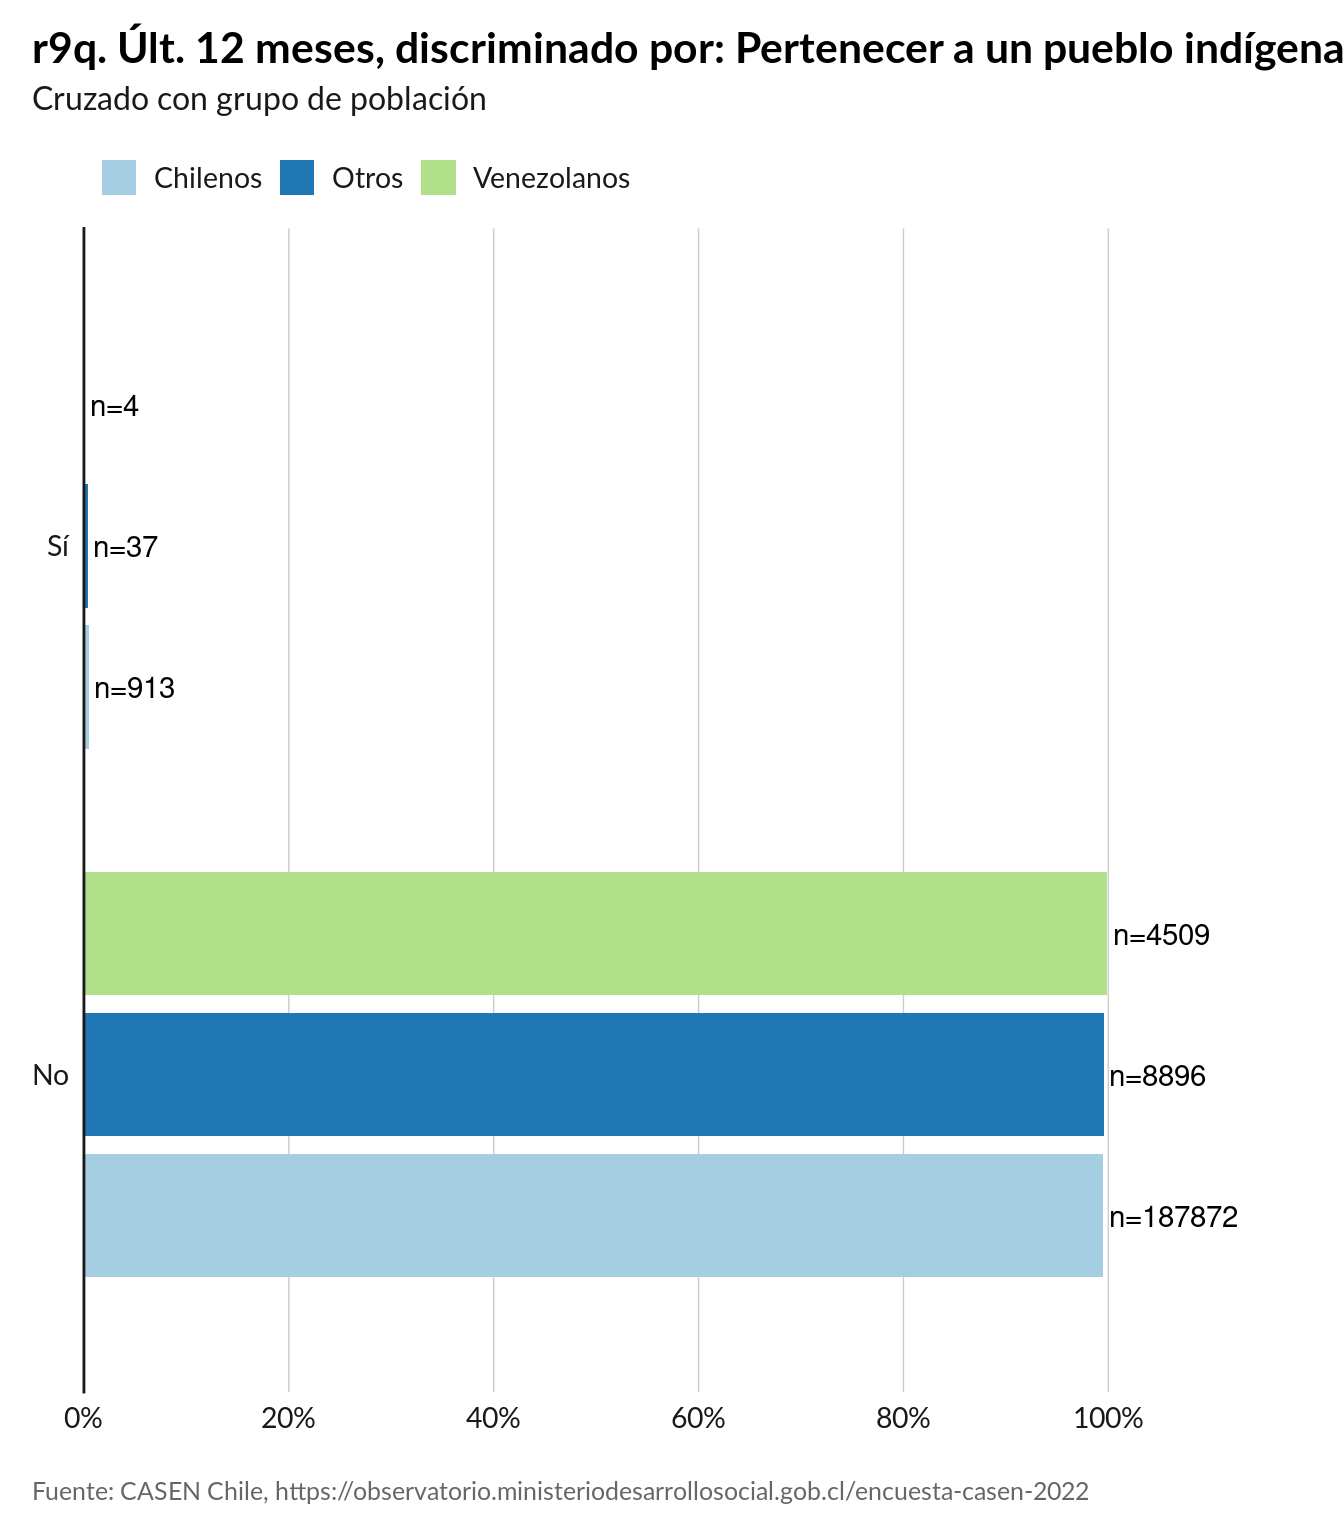 r9q. Últ. 12 meses, discriminado por: Pertenecer a un pueblo indígena
Cruzado con grupo de población
Chilenos Otros Venezolanos
n=4
Sí n=37
n=913
n=4509
No n=8896
n=187872
0% 20% 40% 60% 80% 100%
Fuente: CASEN Chile, https://observatorio.ministeriodesarrollosocial.gob.cl/encuesta-casen-2022